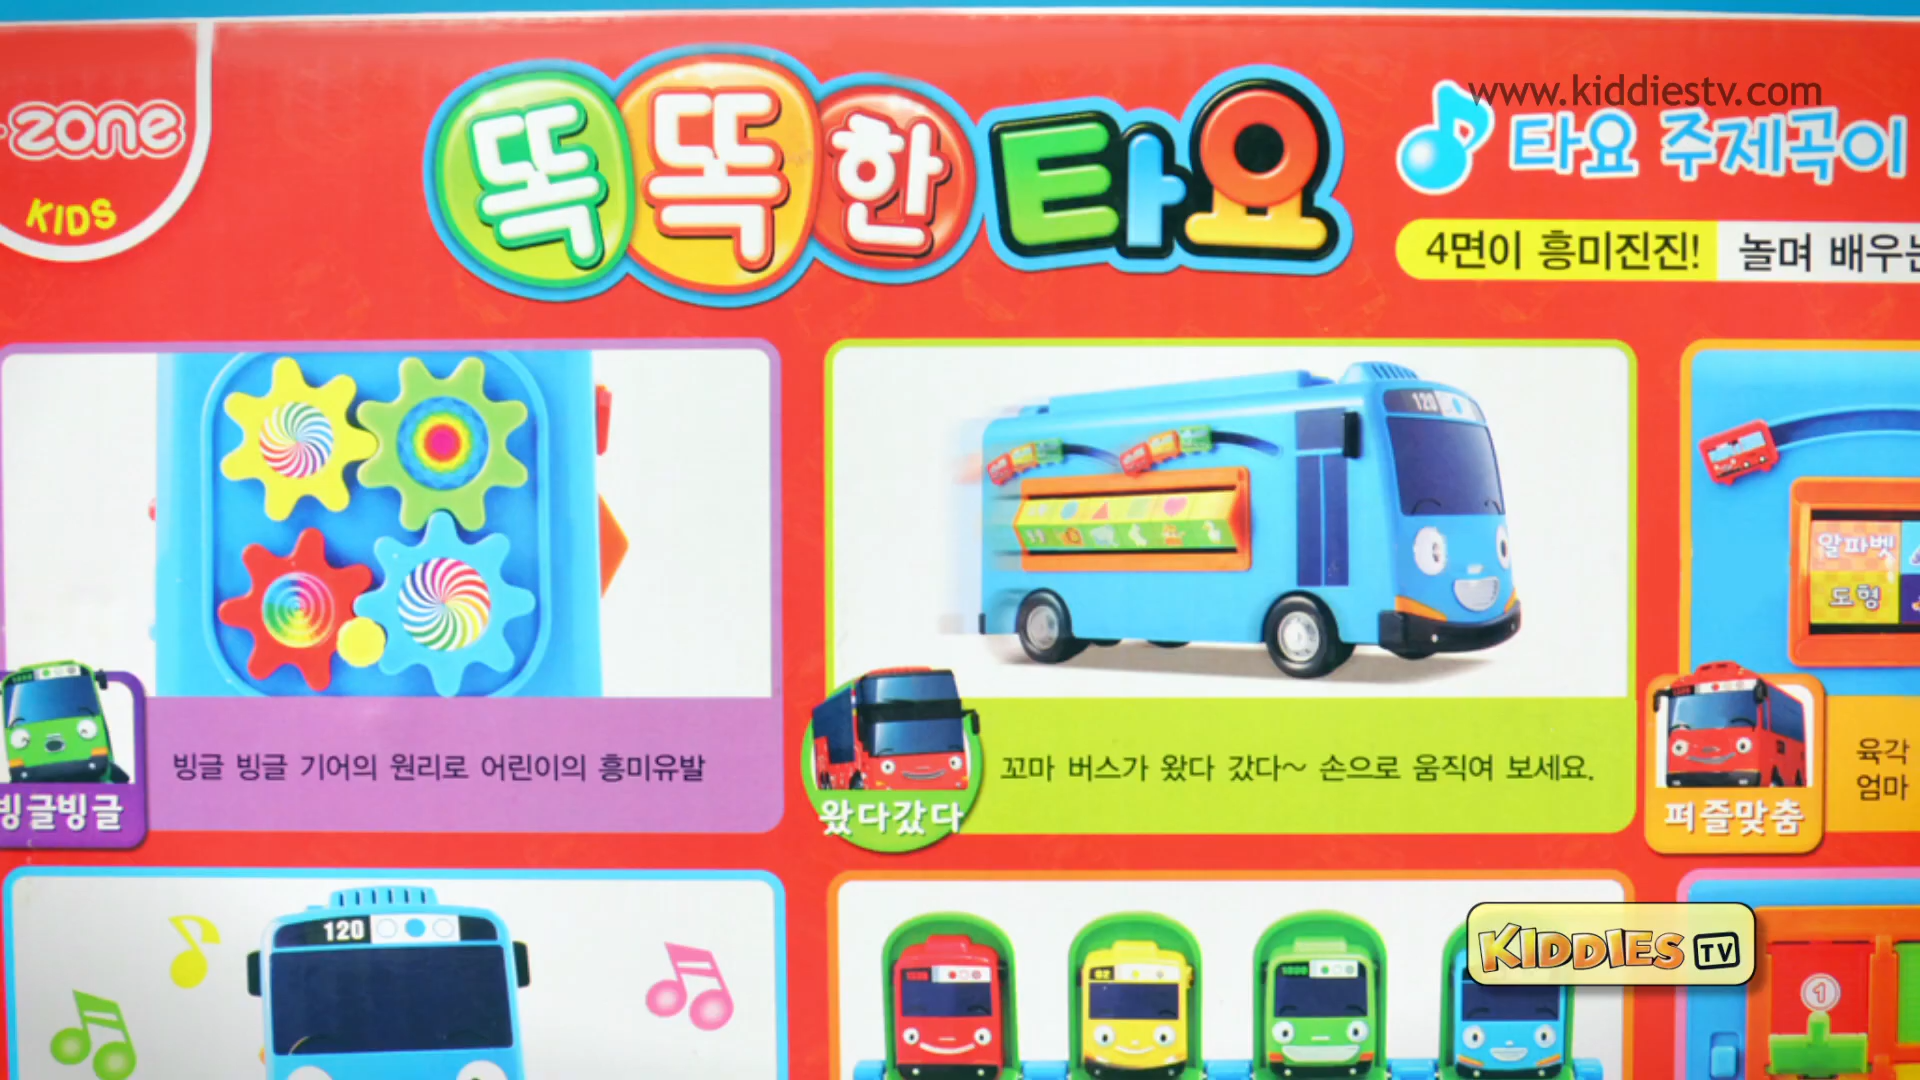 www.kiddiestv.com
zone
KIDS
똑똑한 타요
타요 주제곡이
4면이 흥미진진! 놀며 배우는
120
알파벳
도형
빙글 빙글 기어의 원리로 어린이의 흥미유발
빙글빙글
꼬마 버스가 왔다 갔다~ 손으로 움직여 보세요.
왔다갔다
육각
엄마
퍼즐맞춤
120
KIDDIES TV
02
1